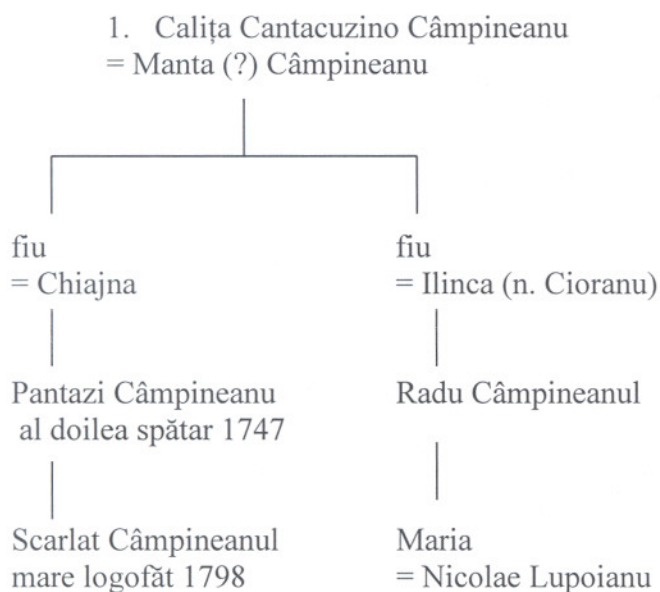 1. Calița Cantacuzino Câmpineanu
= Manta (?) Câmpineanu
fiu
= Chiajna
fiu
= Ilinca (n. Cioranu)
Pantazi Câmpineanu
al doilea spătar 1747
Radu Câmpineanul
Scarlat Câmpineanul
mare logofăt 1798
Maria
= Nicolae Lupoianu